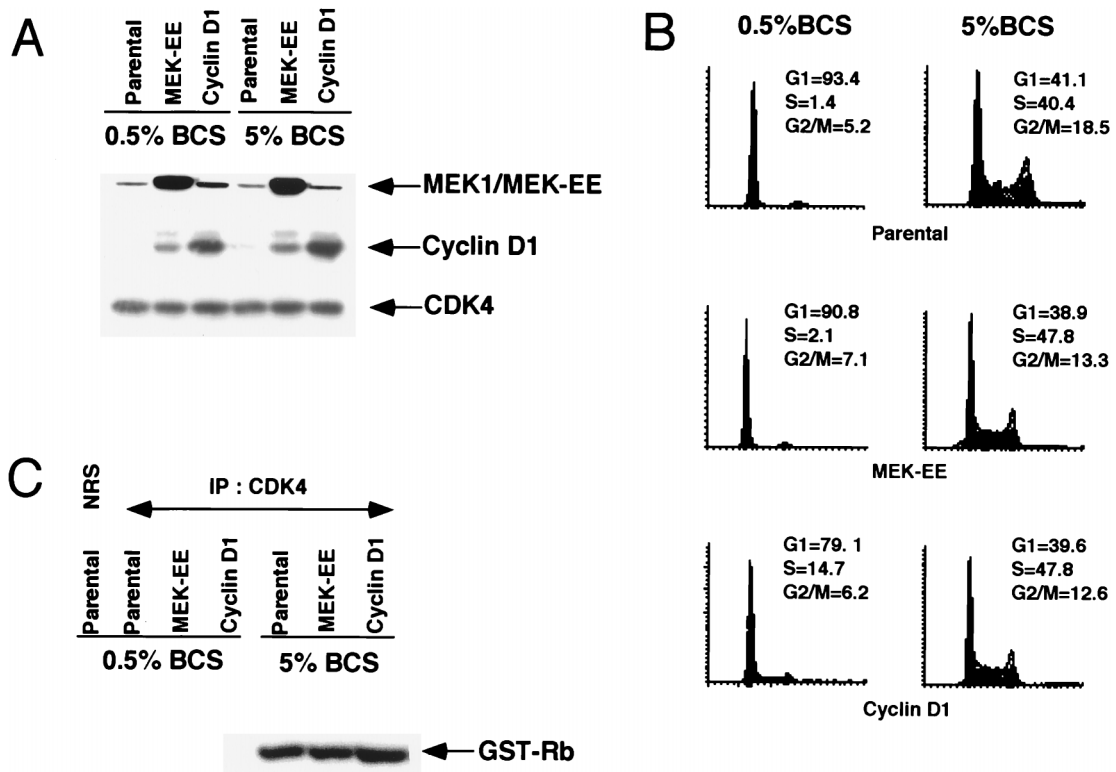 A
Parental
MEK-EE
Cyclin D1
Parental
MEK-EE
Cyclin D1
0.5% BCS
5% BCS
MEK1/MEK-EE
Cyclin D1
CDK4
B
0.5%BCS
5% BCS
G1=93.4
S=1.4
G2/M=5.2
G1=41.1
S=40.4
G2/M=18.5
Parental
G1=90.8
S=2.1
G2/M=7.1
G1=38.9
S=47.8
G2/M=13.3
MEK-EE
G1=79. 1
S=14.7
G2/M=6.2
G1=39.6
S=47.8
G2/M=12.6
Cyclin D1
C
NRS
IP : CDK4
Parental
Parental
MEK-EE
Cyclin D1
Parental
MEK-EE
Cyclin D1
0.5% BCS
5% BCS
GST-Rb